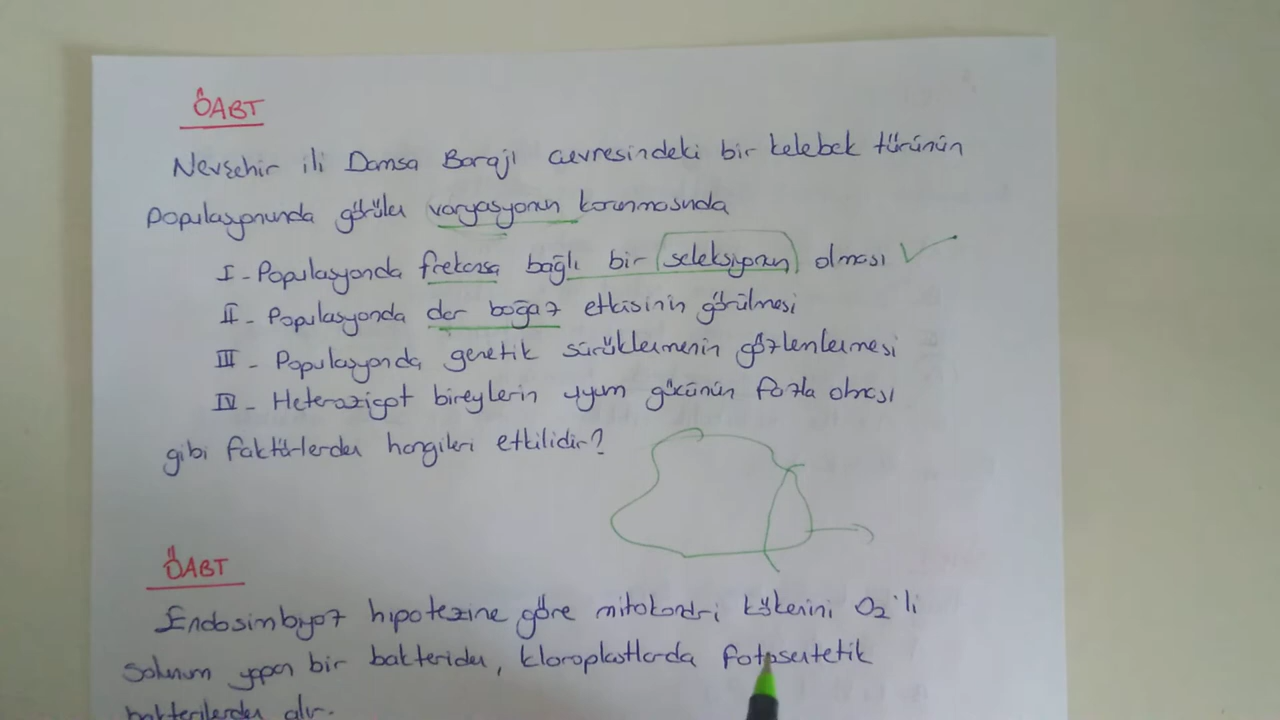 ÖABT
Nevşehir ili Damsa Barajı çevresindeki bir kelebek türünün
populasyonunda görülen varyasyonun korunmasında
I - Populasyonda frekansa bağlı bir seleksiyonun olması
II - Populasyonda dar boğaz etkisinin görülmesi
III - Populasyonda genetik sürüklenmenin gözlenlenmesi
IV - Heterozigot bireylerin uyum gücünün fazla olması
gibi faktörlerden hangileri etkilidir?
ÖABT
Endosimbiyoz hipotezine göre mitokondri kökenini O2'li
solunum yapan bir bakteriden, kloroplastlarda fotosentetik
bakterilerden alır.